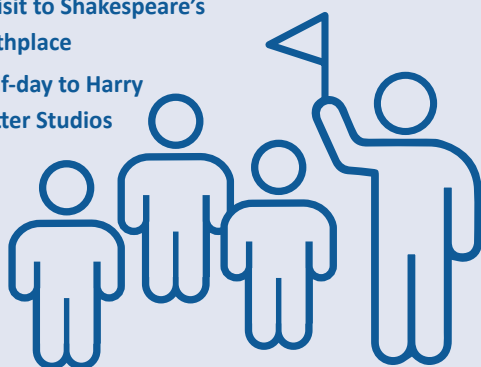 isit to Shakespeare's
thplace
f-day to Harry
tter Studios